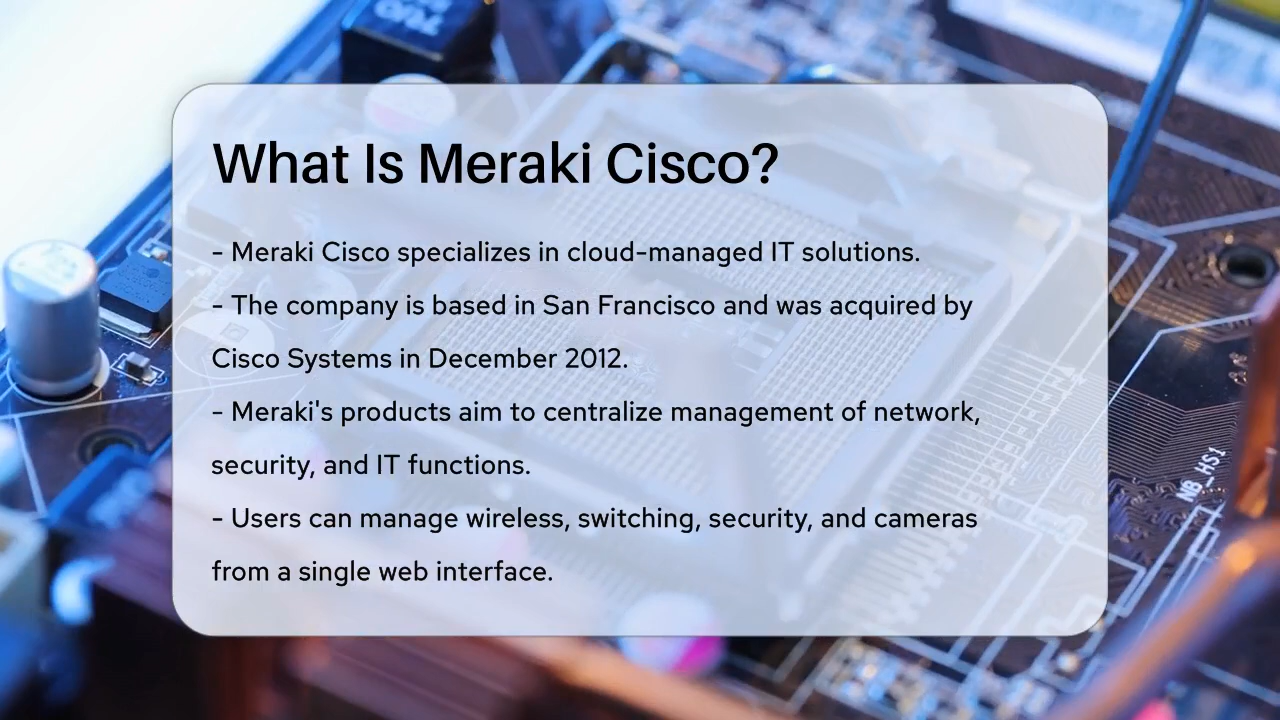 What Is Meraki Cisco?
- Meraki Cisco specializes in cloud-managed IT solutions.
- The company is based in San Francisco and was acquired by
Cisco Systems in December 2012.
- Meraki's products aim to centralize management of network,
security, and IT functions.
- Users can manage wireless, switching, security, and cameras
from a single web interface.
NB_HS1